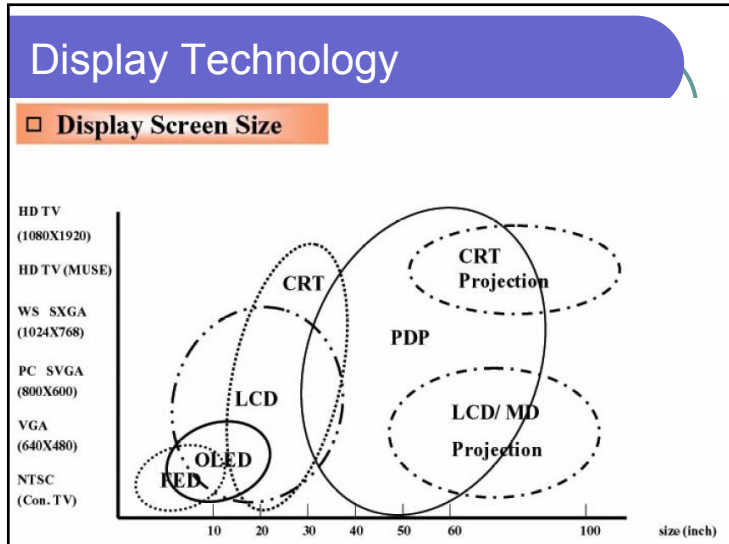 Display Technology
□ Display Screen Size
HD TV
(1080X1920)
HD TV (MUSE)
WS SXGA
(1024X768)
PC SVGA
(800X600)
VGA
(640X480)
NTSC
(Con. TV)
CRT
CRT
Projection
PDP
LCD
LCD/ MD
Projection
OLED
FED
10 20 30 40 50 60 100 size (inch)